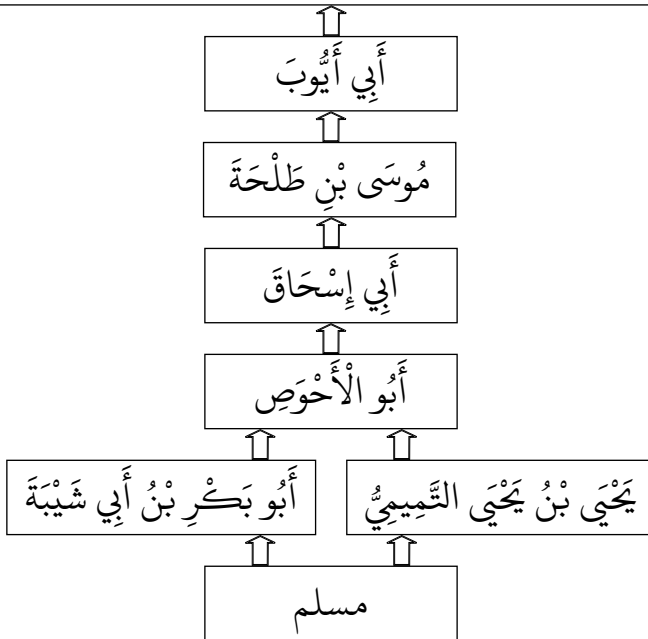 أَبِي أَيُّوبَ
مُوسَى بْنِ طَلْحَةَ
أَبِي إِسْحَاقَ
أَبُو الْأَحْوَصِ
يَحْيَى بْنُ يَحْيَى التَّمِيمِيُّ
أَبُو بَكْرِ بْنُ أَبِي شَيْبَةَ
مسلم